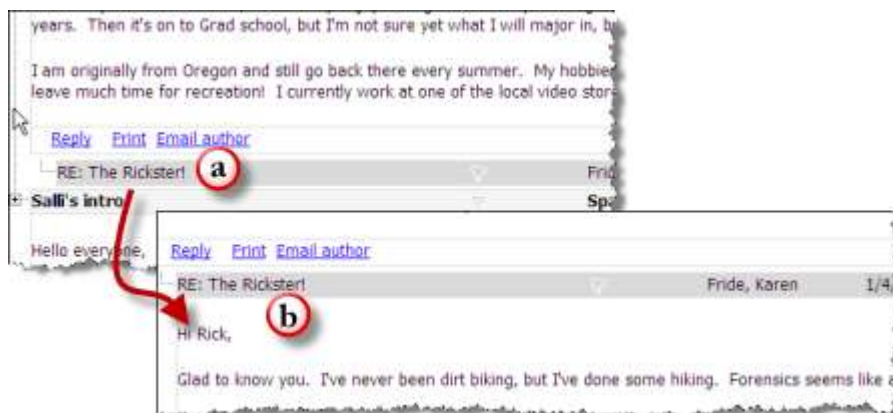 years. Then it's on to Grad school, but I'm not sure yet what I will major in, b
I am originally from Oregon and still go back there every summer. My hobbie
leave much time for recreation! I currently work at one of the local video stor
Reply Print Email author
RE: The Rickster! a Frid
Salli's intro Spa
Hello everyone,
Reply Print Email author
RE: The Rickster! Fride, Karen 1/4/
b
Hi Rick,
Glad to know you. I've never been dirt biking, but I've done some hiking. Forensics seems like a